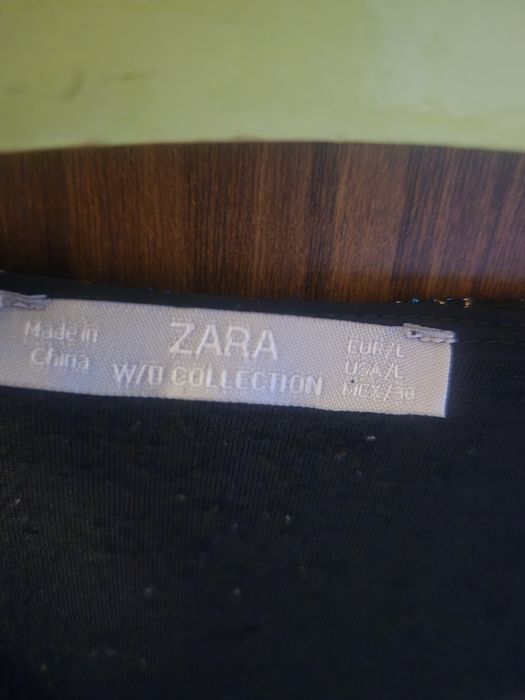 Made in
China
ZARA
W/B COLLECTION
EUR/L
USA/L
MEX/30